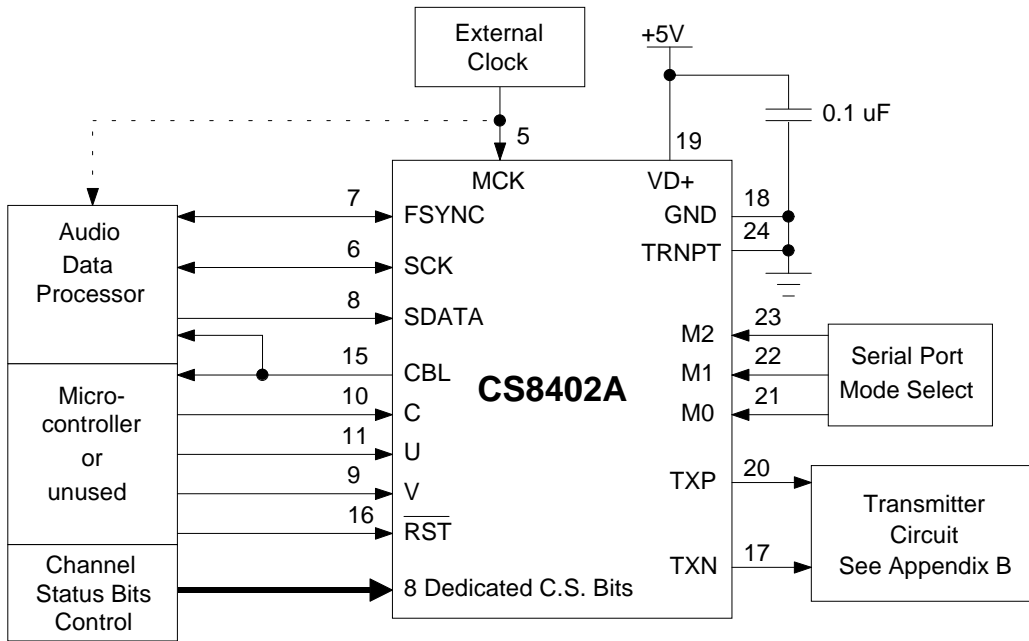 External
Clock
+5V
0.1 uF
5
19
MCK
VD+
Audio
Data
Processor
7
FSYNC
6
SCK
8
SDATA
15
CBL
GND
18
TRNPT
24
CS8402A
M2
23
M1
22
M0
21
Serial Port
Mode Select
Micro-
controller
or
unused
10
C
11
U
9
V
16
RST
TXP
20
TXN
17
Transmitter
Circuit
See Appendix B
Channel
Status Bits
Control
8 Dedicated C.S. Bits